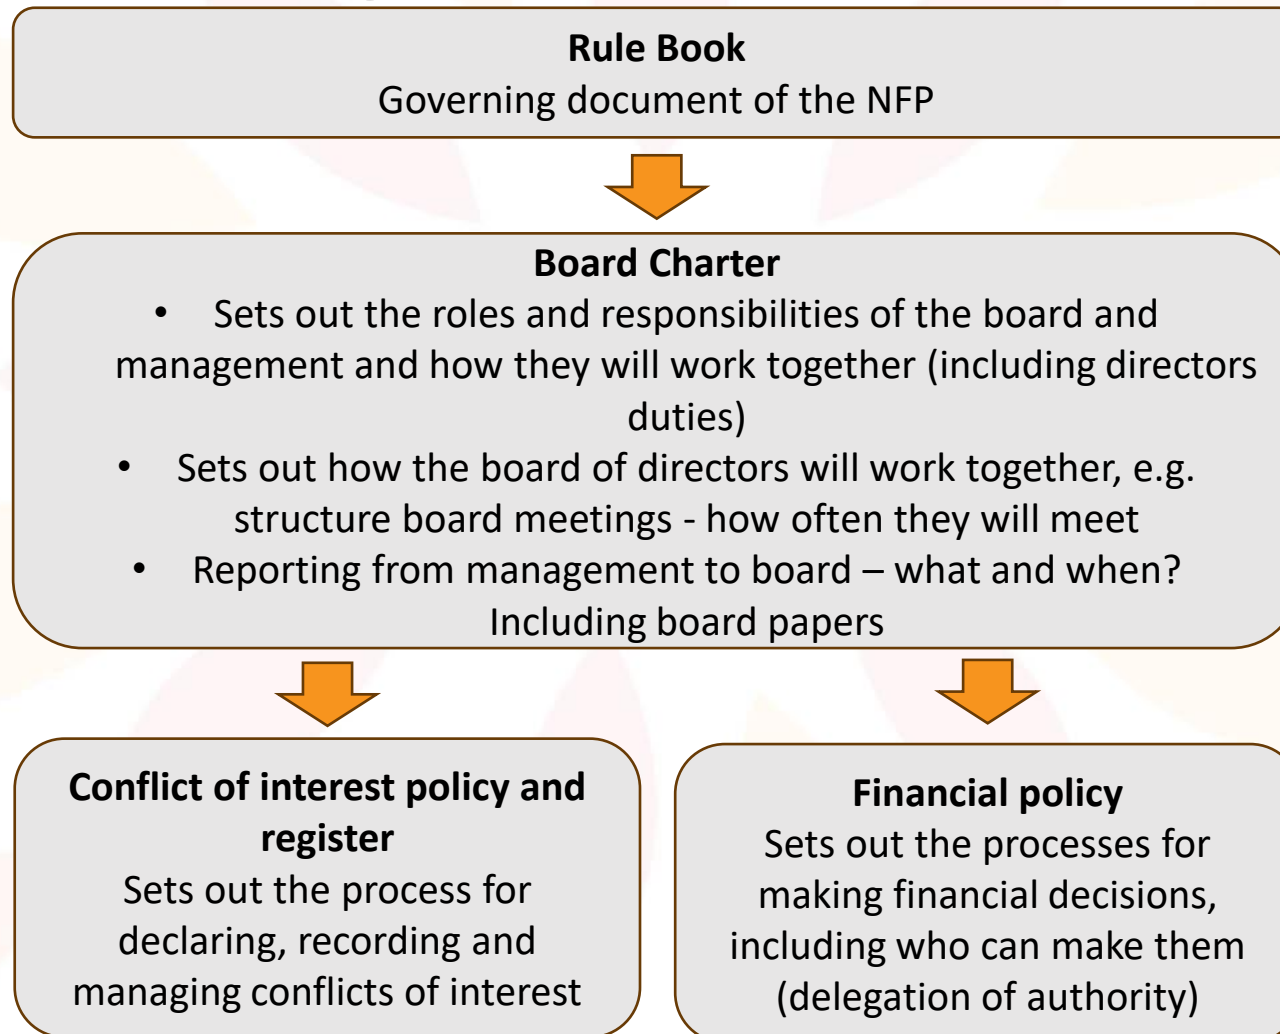 Rule Book
Governing document of the NFP
Board Charter
• Sets out the roles and responsibilities of the board and
management and how they will work together (including directors
duties)
• Sets out how the board of directors will work together, e.g.
structure board meetings - how often they will meet
• Reporting from management to board – what and when?
Including board papers
Conflict of interest policy and
register
Sets out the process for
declaring, recording and
managing conflicts of interest
Financial policy
Sets out the processes for
making financial decisions,
including who can make them
(delegation of authority)